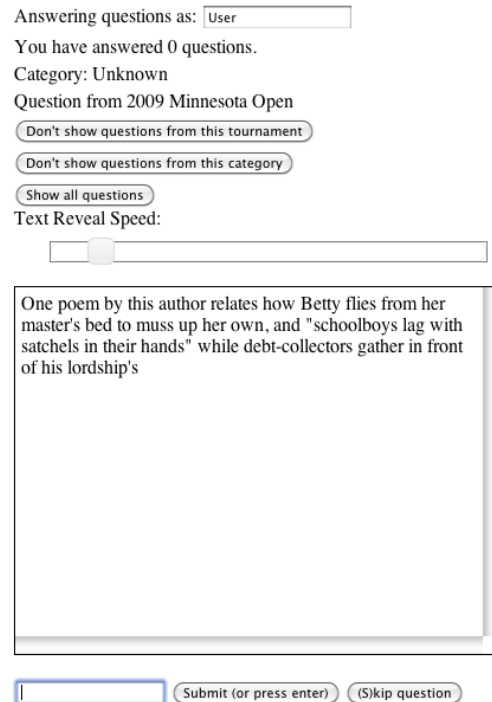 Answering questions as: User
You have answered 0 questions.
Category: Unknown
Question from 2009 Minnesota Open
Don't show questions from this tournament
Don't show questions from this category
Show all questions
Text Reveal Speed:
One poem by this author relates how Betty flies from her
master's bed to muss up her own, and "schoolboys lag with
satchels in their hands" while debt-collectors gather in front
of his lordship's
Submit (or press enter) (S)kip question